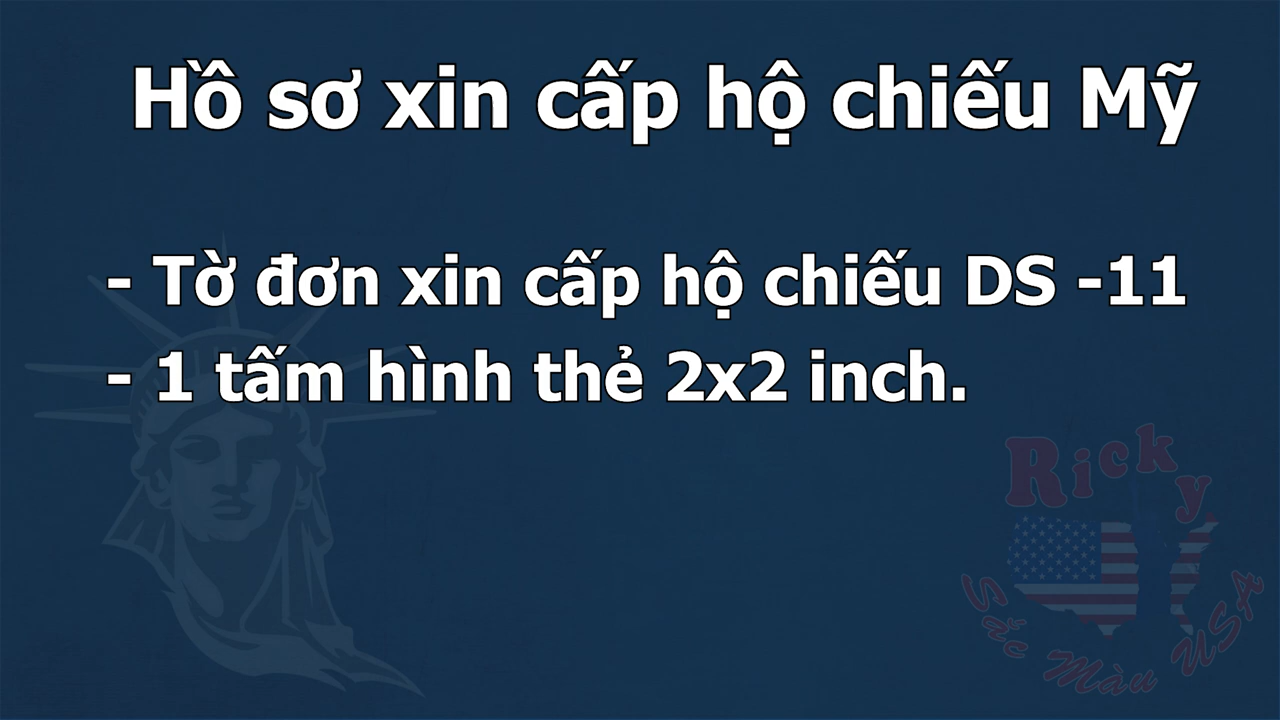 Hồ sơ xin cấp hộ chiếu Mỹ
- Tờ đơn xin cấp hộ chiếu DS -11
- 1 tấm hình thẻ 2x2 inch.
Ricky
Sắc Màu USA